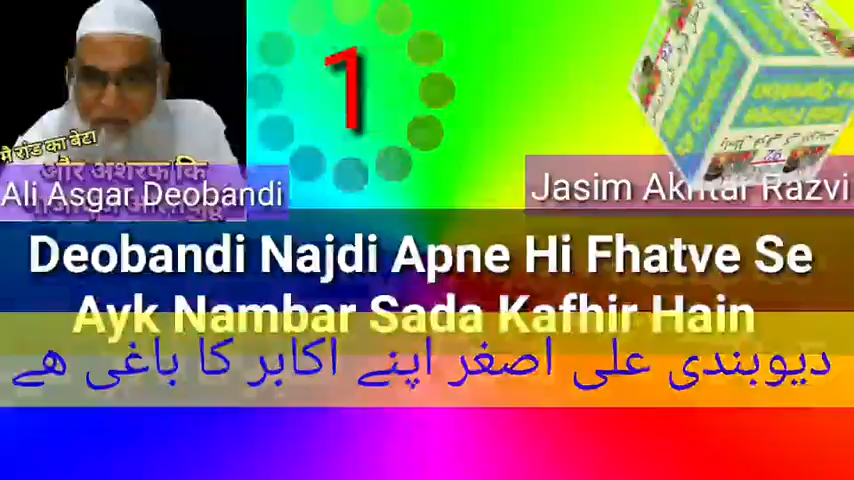 1
मै रांड का बेटा
और अशरफ कि
Ali Asgar Deobandi
Jasim Akhtar Razvi
Deobandi Najdi Apne Hi Fhatve Se
Ayk Nambar Sada Kafhir Hain
دیوبندی علی اصغر اپنے اکابر کا باغی ھے